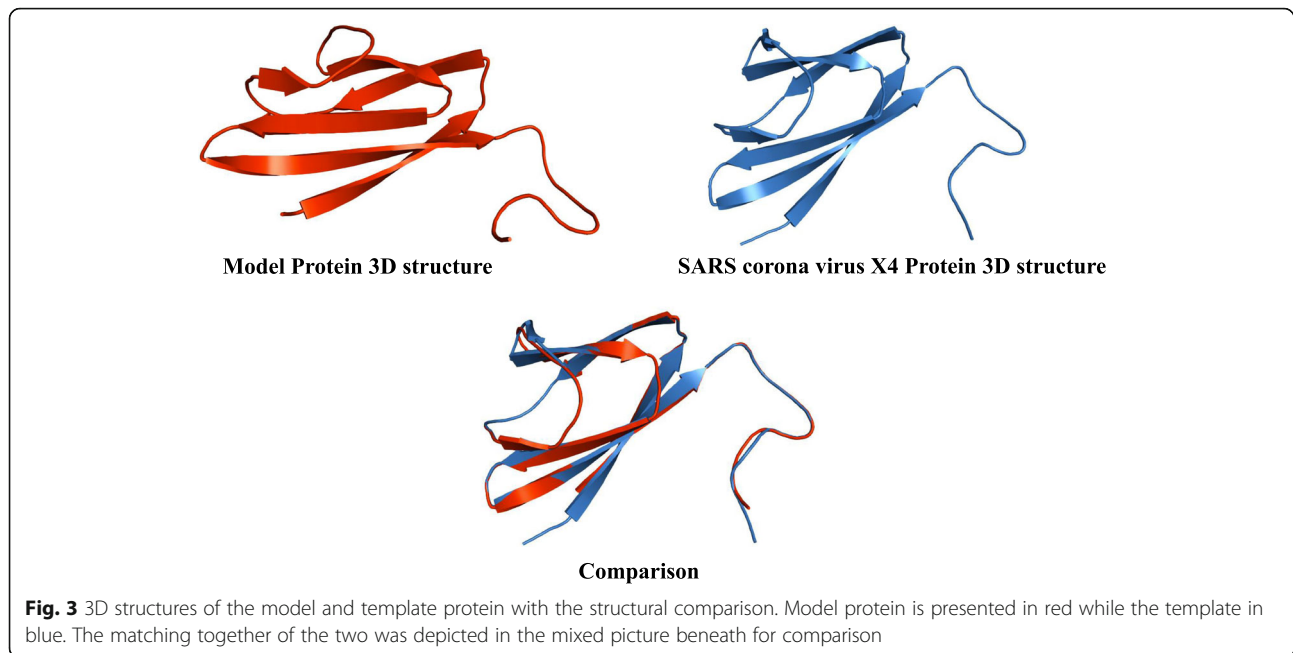 Model Protein 3D structure
SARS corona virus X4 Protein 3D structure
Comparison
Fig. 3 3D structures of the model and template protein with the structural comparison. Model protein is presented in red while the template in
blue. The matching together of the two was depicted in the mixed picture beneath for comparison